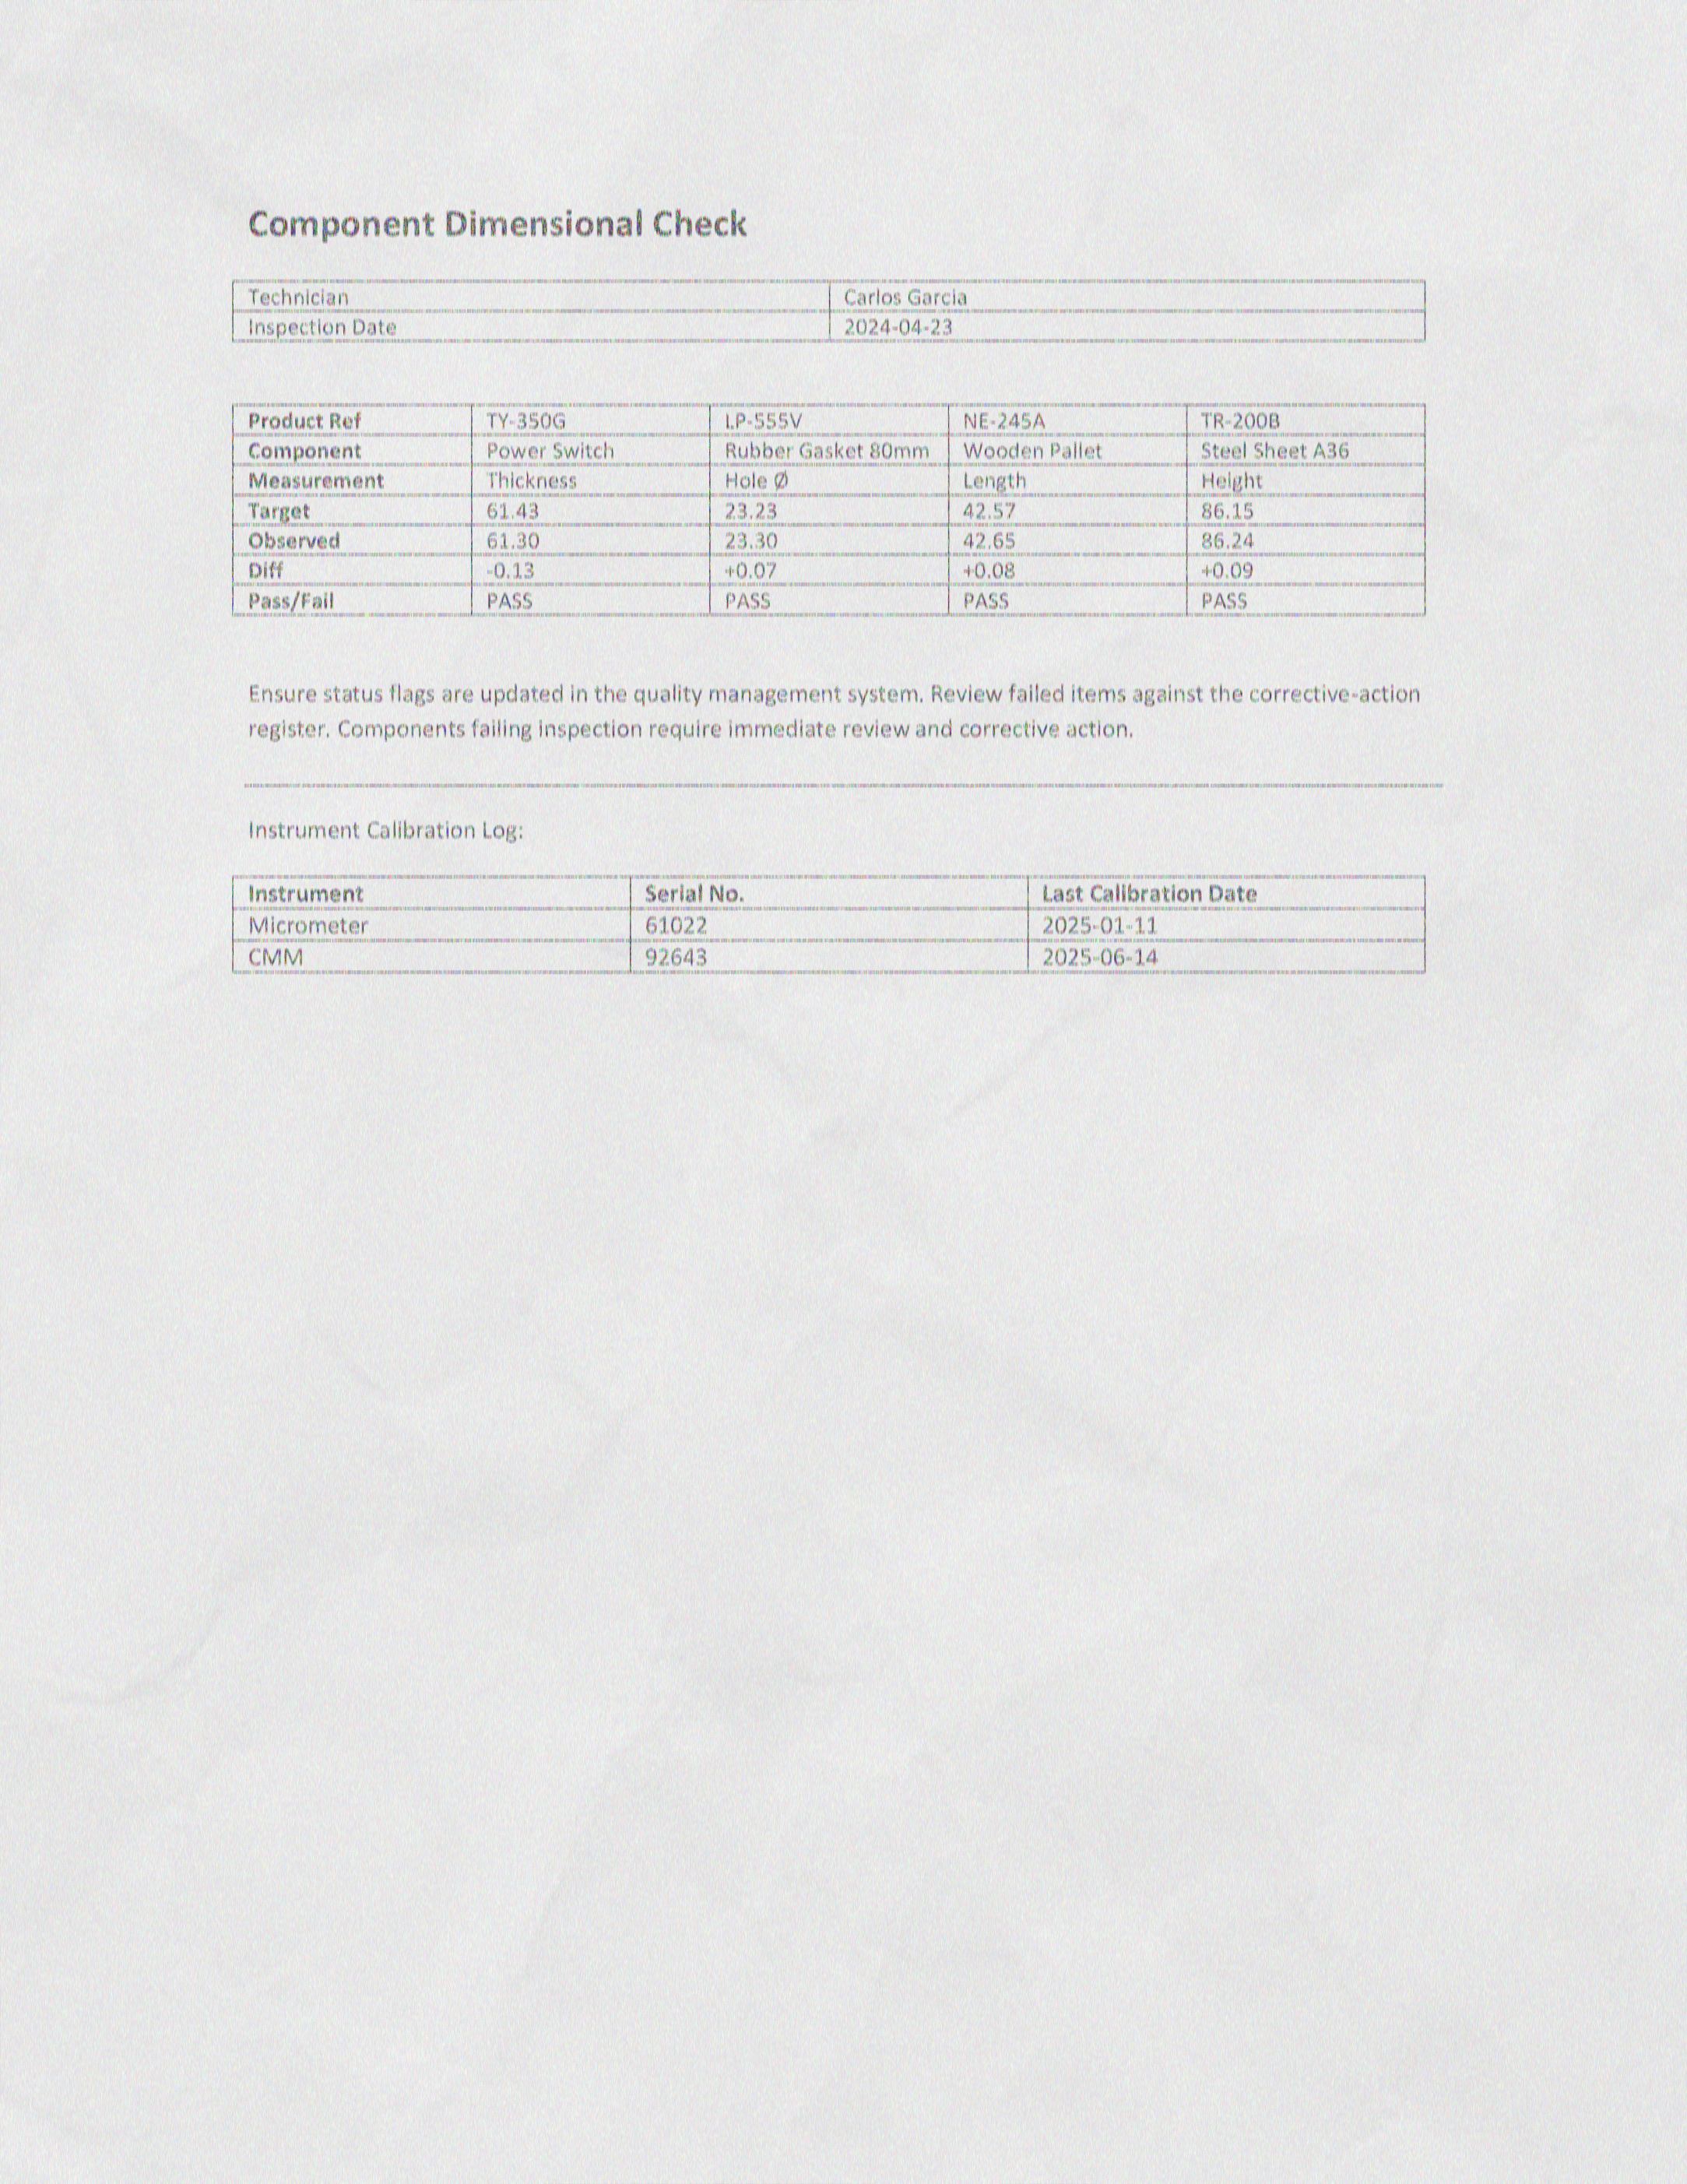 Component Dimensional Check
Technician Carlos Garcia
Inspection Date 2024-04-23
Product Ref TY-350G LP-555V NE-245A TR-200B
Component Power Switch Rubber Gasket 80mm Wooden Pallet Steel Sheet A36
Measurement Thickness Hole Ø Length Height
Target 61.43 23.23 42.57 86.15
Observed 61.30 23.30 42.65 86.24
Diff -0.13 +0.07 +0.08 +0.09
Pass/Fail PASS PASS PASS PASS
Ensure status flags are updated in the quality management system. Review failed items against the corrective-action
register. Components failing inspection require immediate review and corrective action.
Instrument Calibration Log:
Instrument Serial No. Last Calibration Date
Micrometer 61022 2025-01-11
CMM 92643 2025-06-14